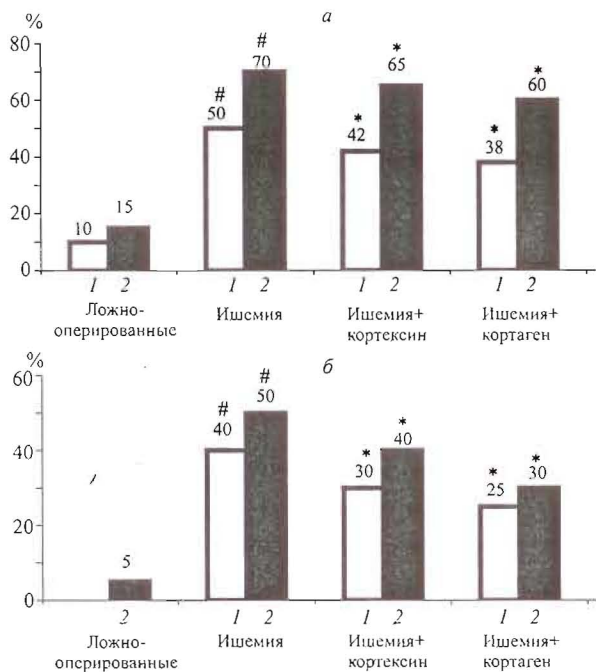 % а
#
# 70
80
50
* 65
* 60
60
* 42
* 38
40
20
10 15
0
1 2 1 2 1 2 1 2
Ложно- Ишемия Ишемия+ Ишемия+
оперированные кортексин кортаген
% б
60
# 50
# 40
* 40
40
* 30
* 25 * 30
20
5
0
2 1 2 1 2 1 2
Ложно- Ишемия Ишемия+ Ишемия+
оперированные кортексин кортаген